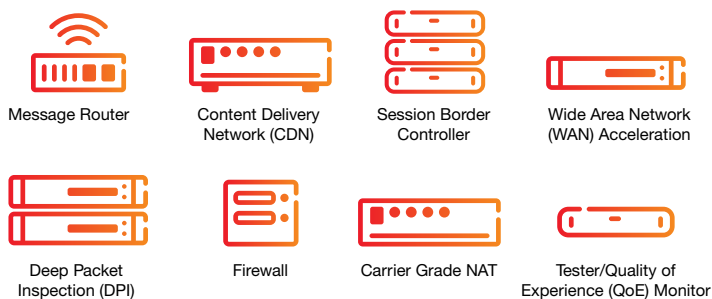 Message Router
Content Delivery
Network (CDN)
Session Border
Controller
Wide Area Network
(WAN) Acceleration
Deep Packet
Inspection (DPI)
Firewall
Carrier Grade NAT
Tester/Quality of
Experience (QoE) Monitor